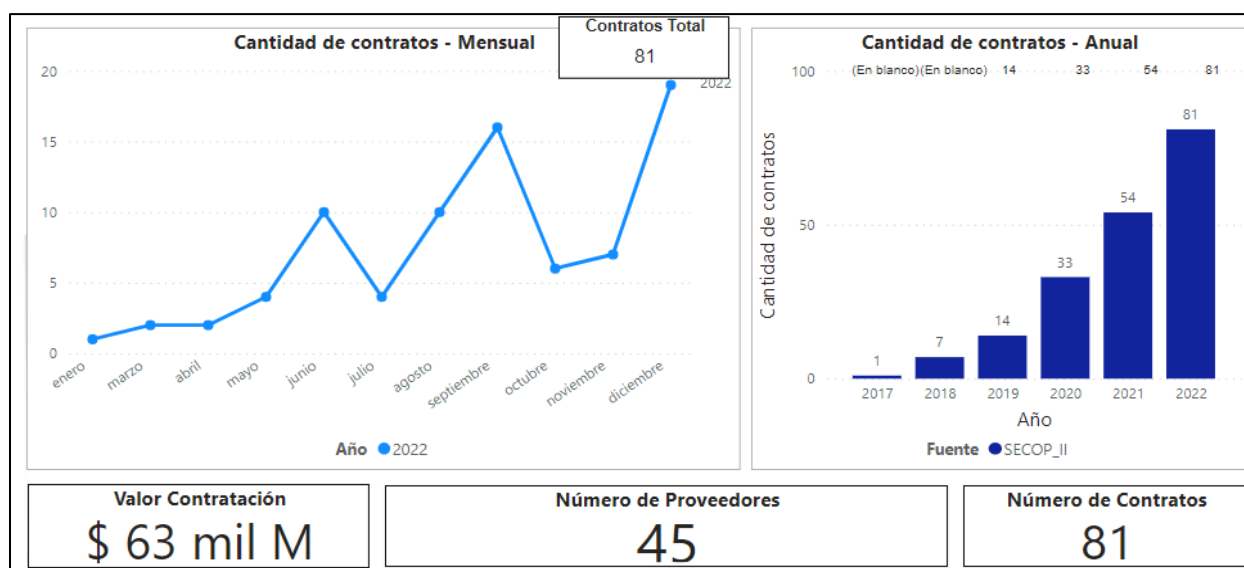 Cantidad de contratos - Mensual
Contratos Total
81
20
15
10
5
0
2022
enero
marzo
abril
mayo
junio
julio
agosto
septiembre
octubre
noviembre
diciembre
Año 2022
Cantidad de contratos - Anual
(En blanco) (En blanco) 14 33 54 81
100
50
0
Cantidad de contratos
1
7
14
33
54
81
2017 2018 2019 2020 2021 2022
Año
Fuente SECOP_II
Valor Contratación
$ 63 mil M
Número de Proveedores
45
Número de Contratos
81